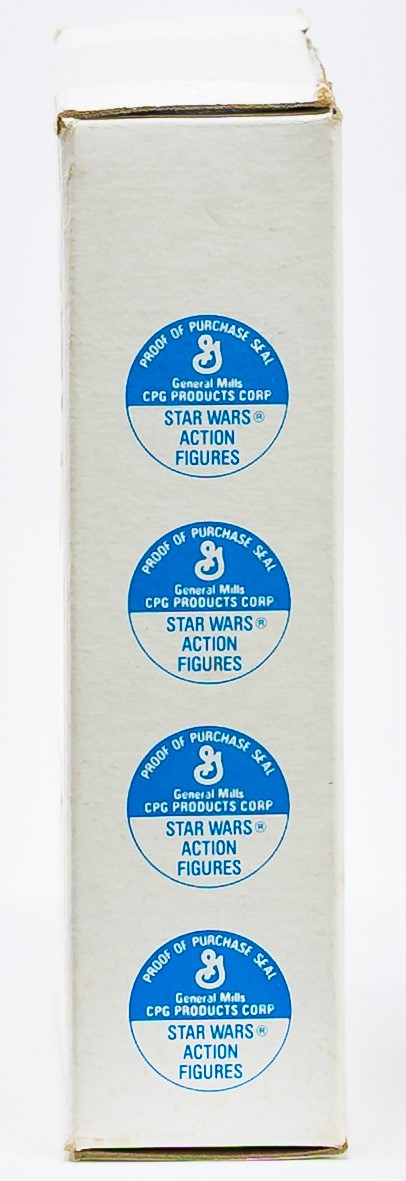 PROOF OF PURCHASE SEAL
G
General Mills
CPG PRODUCTS CORP
STAR WARS®
ACTION
FIGURES
PROOF OF PURCHASE SEAL
G
General Mills
CPG PRODUCTS CORP
STAR WARS®
ACTION
FIGURES
PROOF OF PURCHASE SEAL
G
General Mills
CPG PRODUCTS CORP
STAR WARS®
ACTION
FIGURES
PROOF OF PURCHASE SEAL
G
General Mills
CPG PRODUCTS CORP
STAR WARS®
ACTION
FIGURES